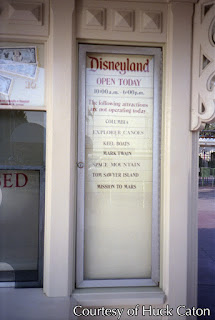 Disneyland
OPEN TODAY
10:00 a.m. 6:00 p.m.
The following attractions
are not operating today
COLUMBIA
EXPLORER CANOES
KEEL BOATS
MARK TWAIN
SPACE MOUNTAIN
TOM SAWYER ISLAND
MISSION TO MARS
SED
Courtesy of Huck Caton